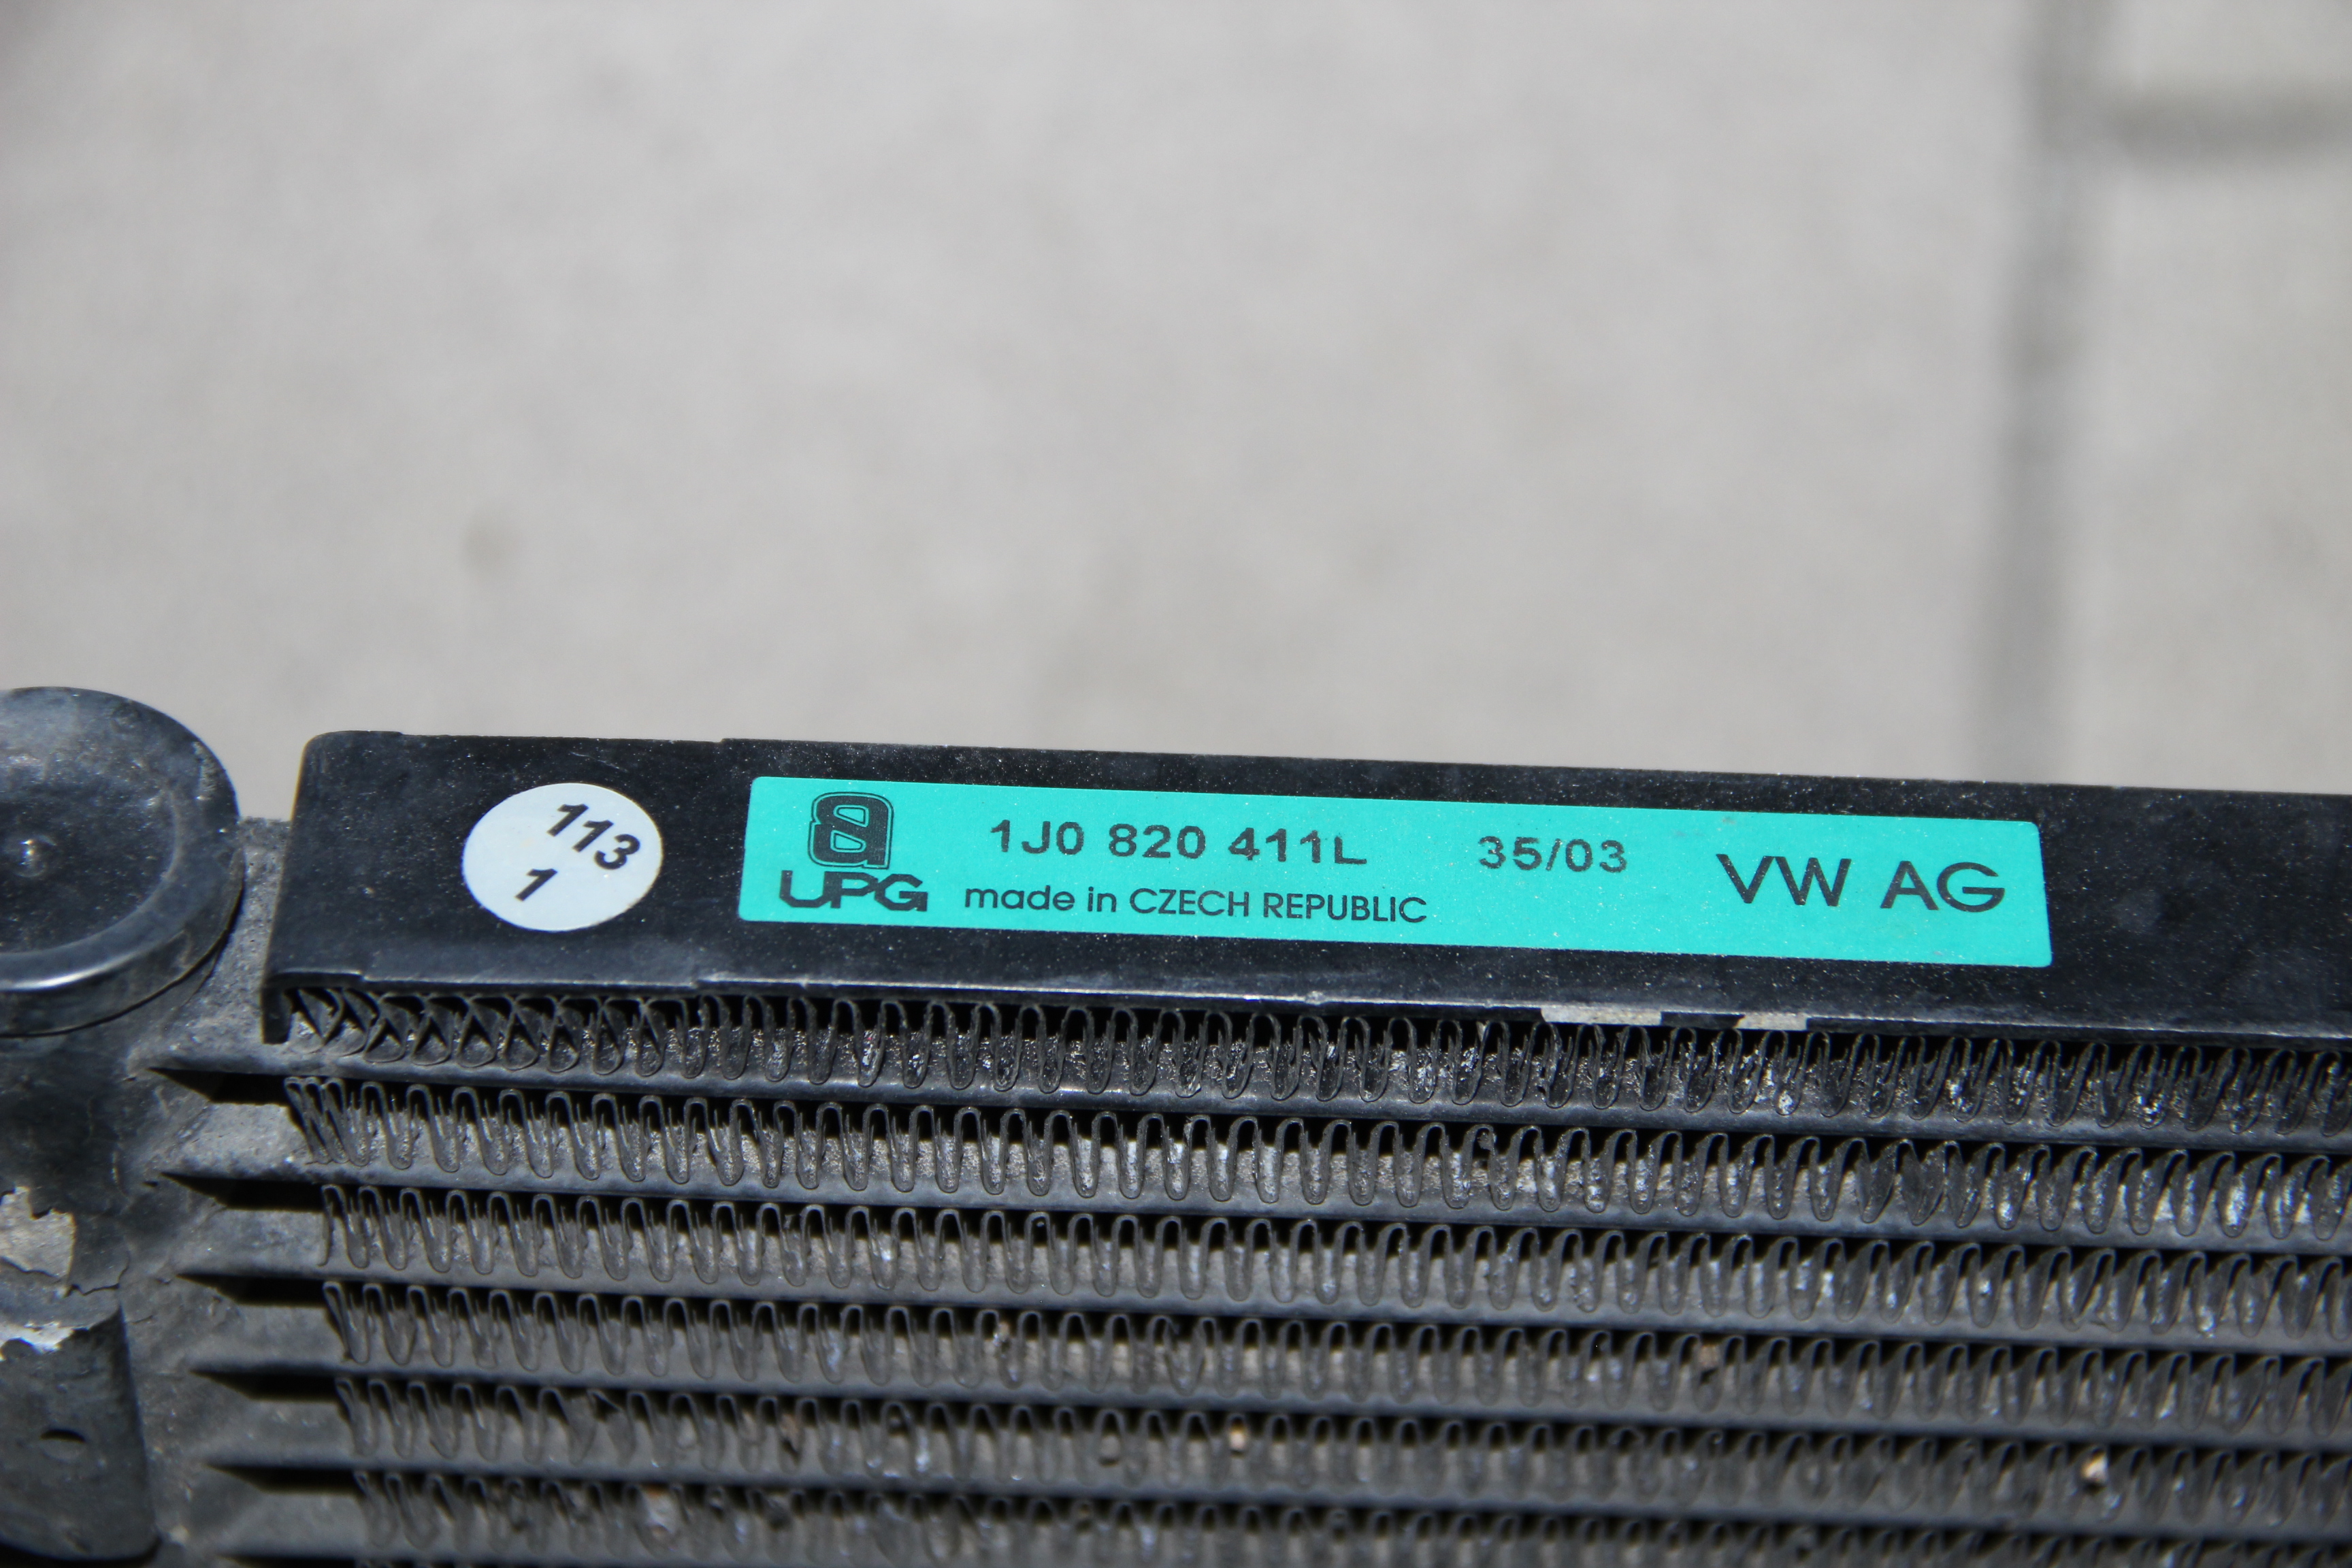 113
1
UPG
1J0 820 411L 35/03
made in CZECH REPUBLIC
VW AG